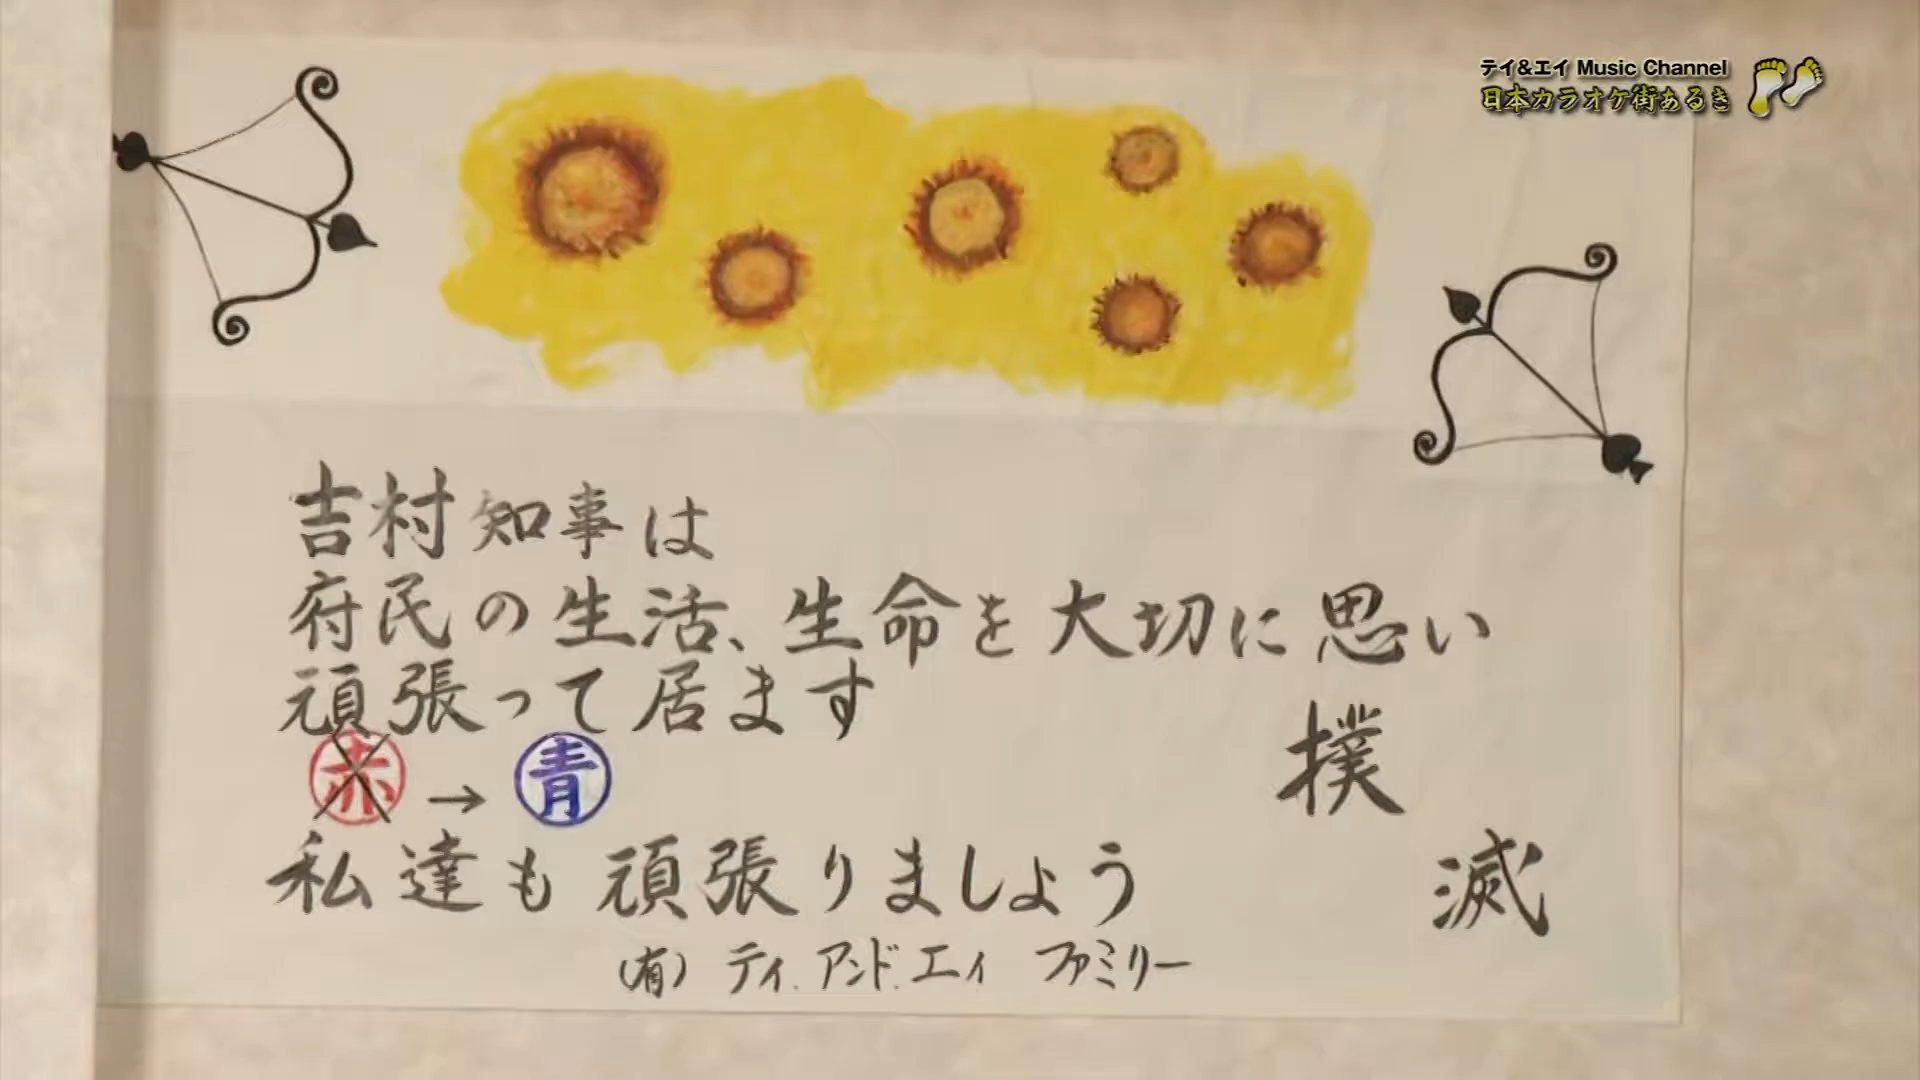 テイ&エイ Music Channel
日本カラオケ街あるき
吉村知事は
府民の生活、生命を大切に思い
頑張って居ます
赤→青
私達も頑張りましょう
撲
滅
(有) ティ.アンド.エィ ファミリー